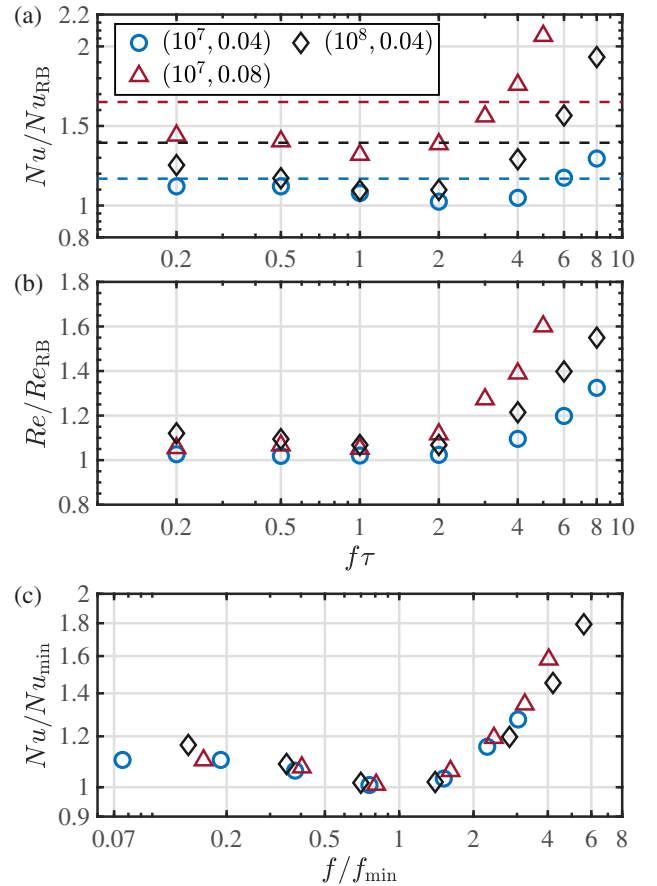 (a)
2.2
2
1.5
1
0.8
Nu/Nu_RB
(10^7, 0.04) (10^8, 0.04)
(10^7, 0.08)
0.2 0.5 1 2 4 6 8 10
(b)
1.8
1.6
1.4
1.2
1
0.8
Re/Re_RB
0.2 0.5 1 2 4 6 8 10
fτ
(c)
2
1.8
1.6
1.4
1.2
1
0.9
Nu/Nu_min
0.07 0.2 0.5 1 2 4 6 8
f/f_min